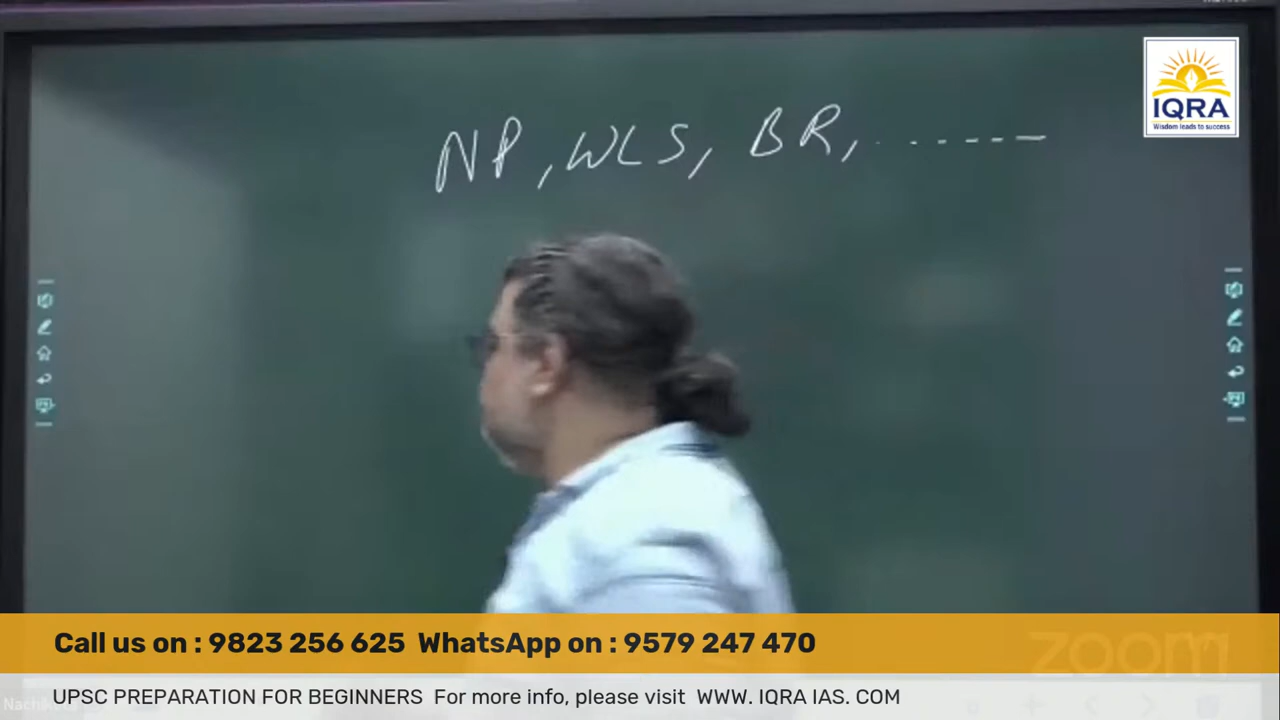 NP, WLS, BR, .------
IQRA
Wisdom leads to success
Call us on : 9823 256 625 WhatsApp on : 9579 247 470
zoom
UPSC PREPARATION FOR BEGINNERS For more info, please visit WWW. IQRA IAS. COM